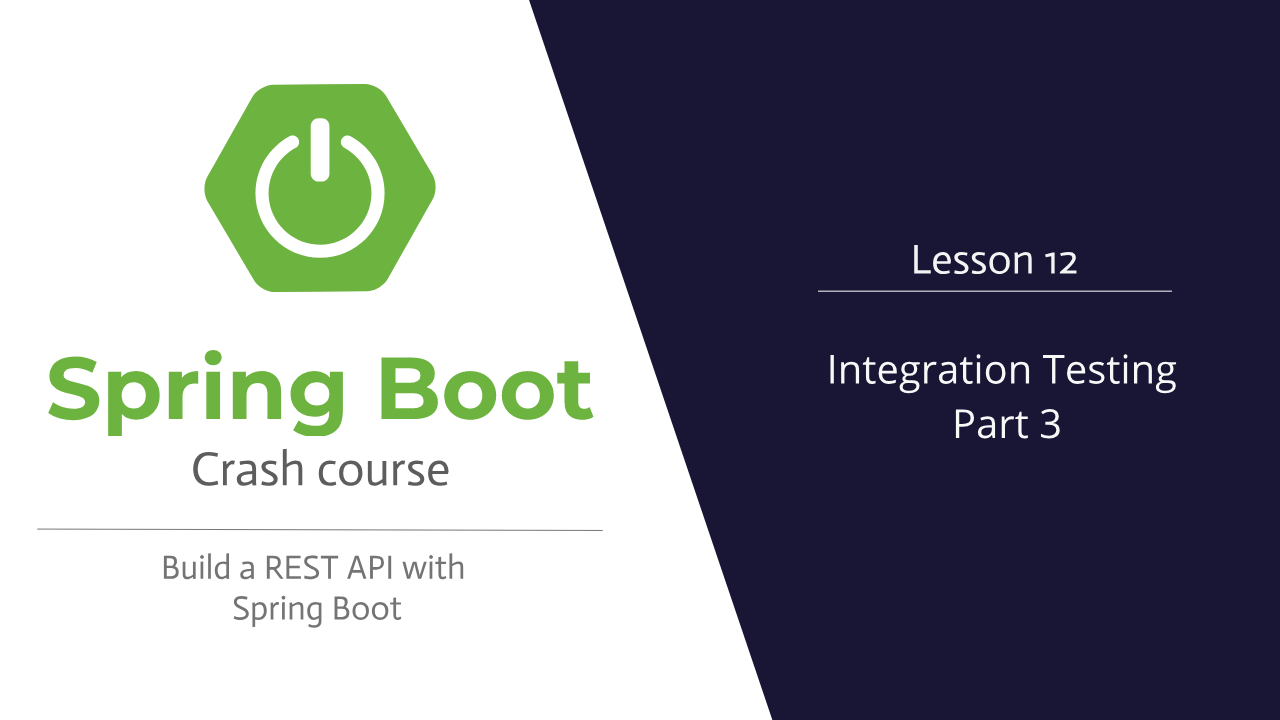 Spring Boot
Crash course
Build a REST API with
Spring Boot
Lesson 12
Integration Testing
Part 3